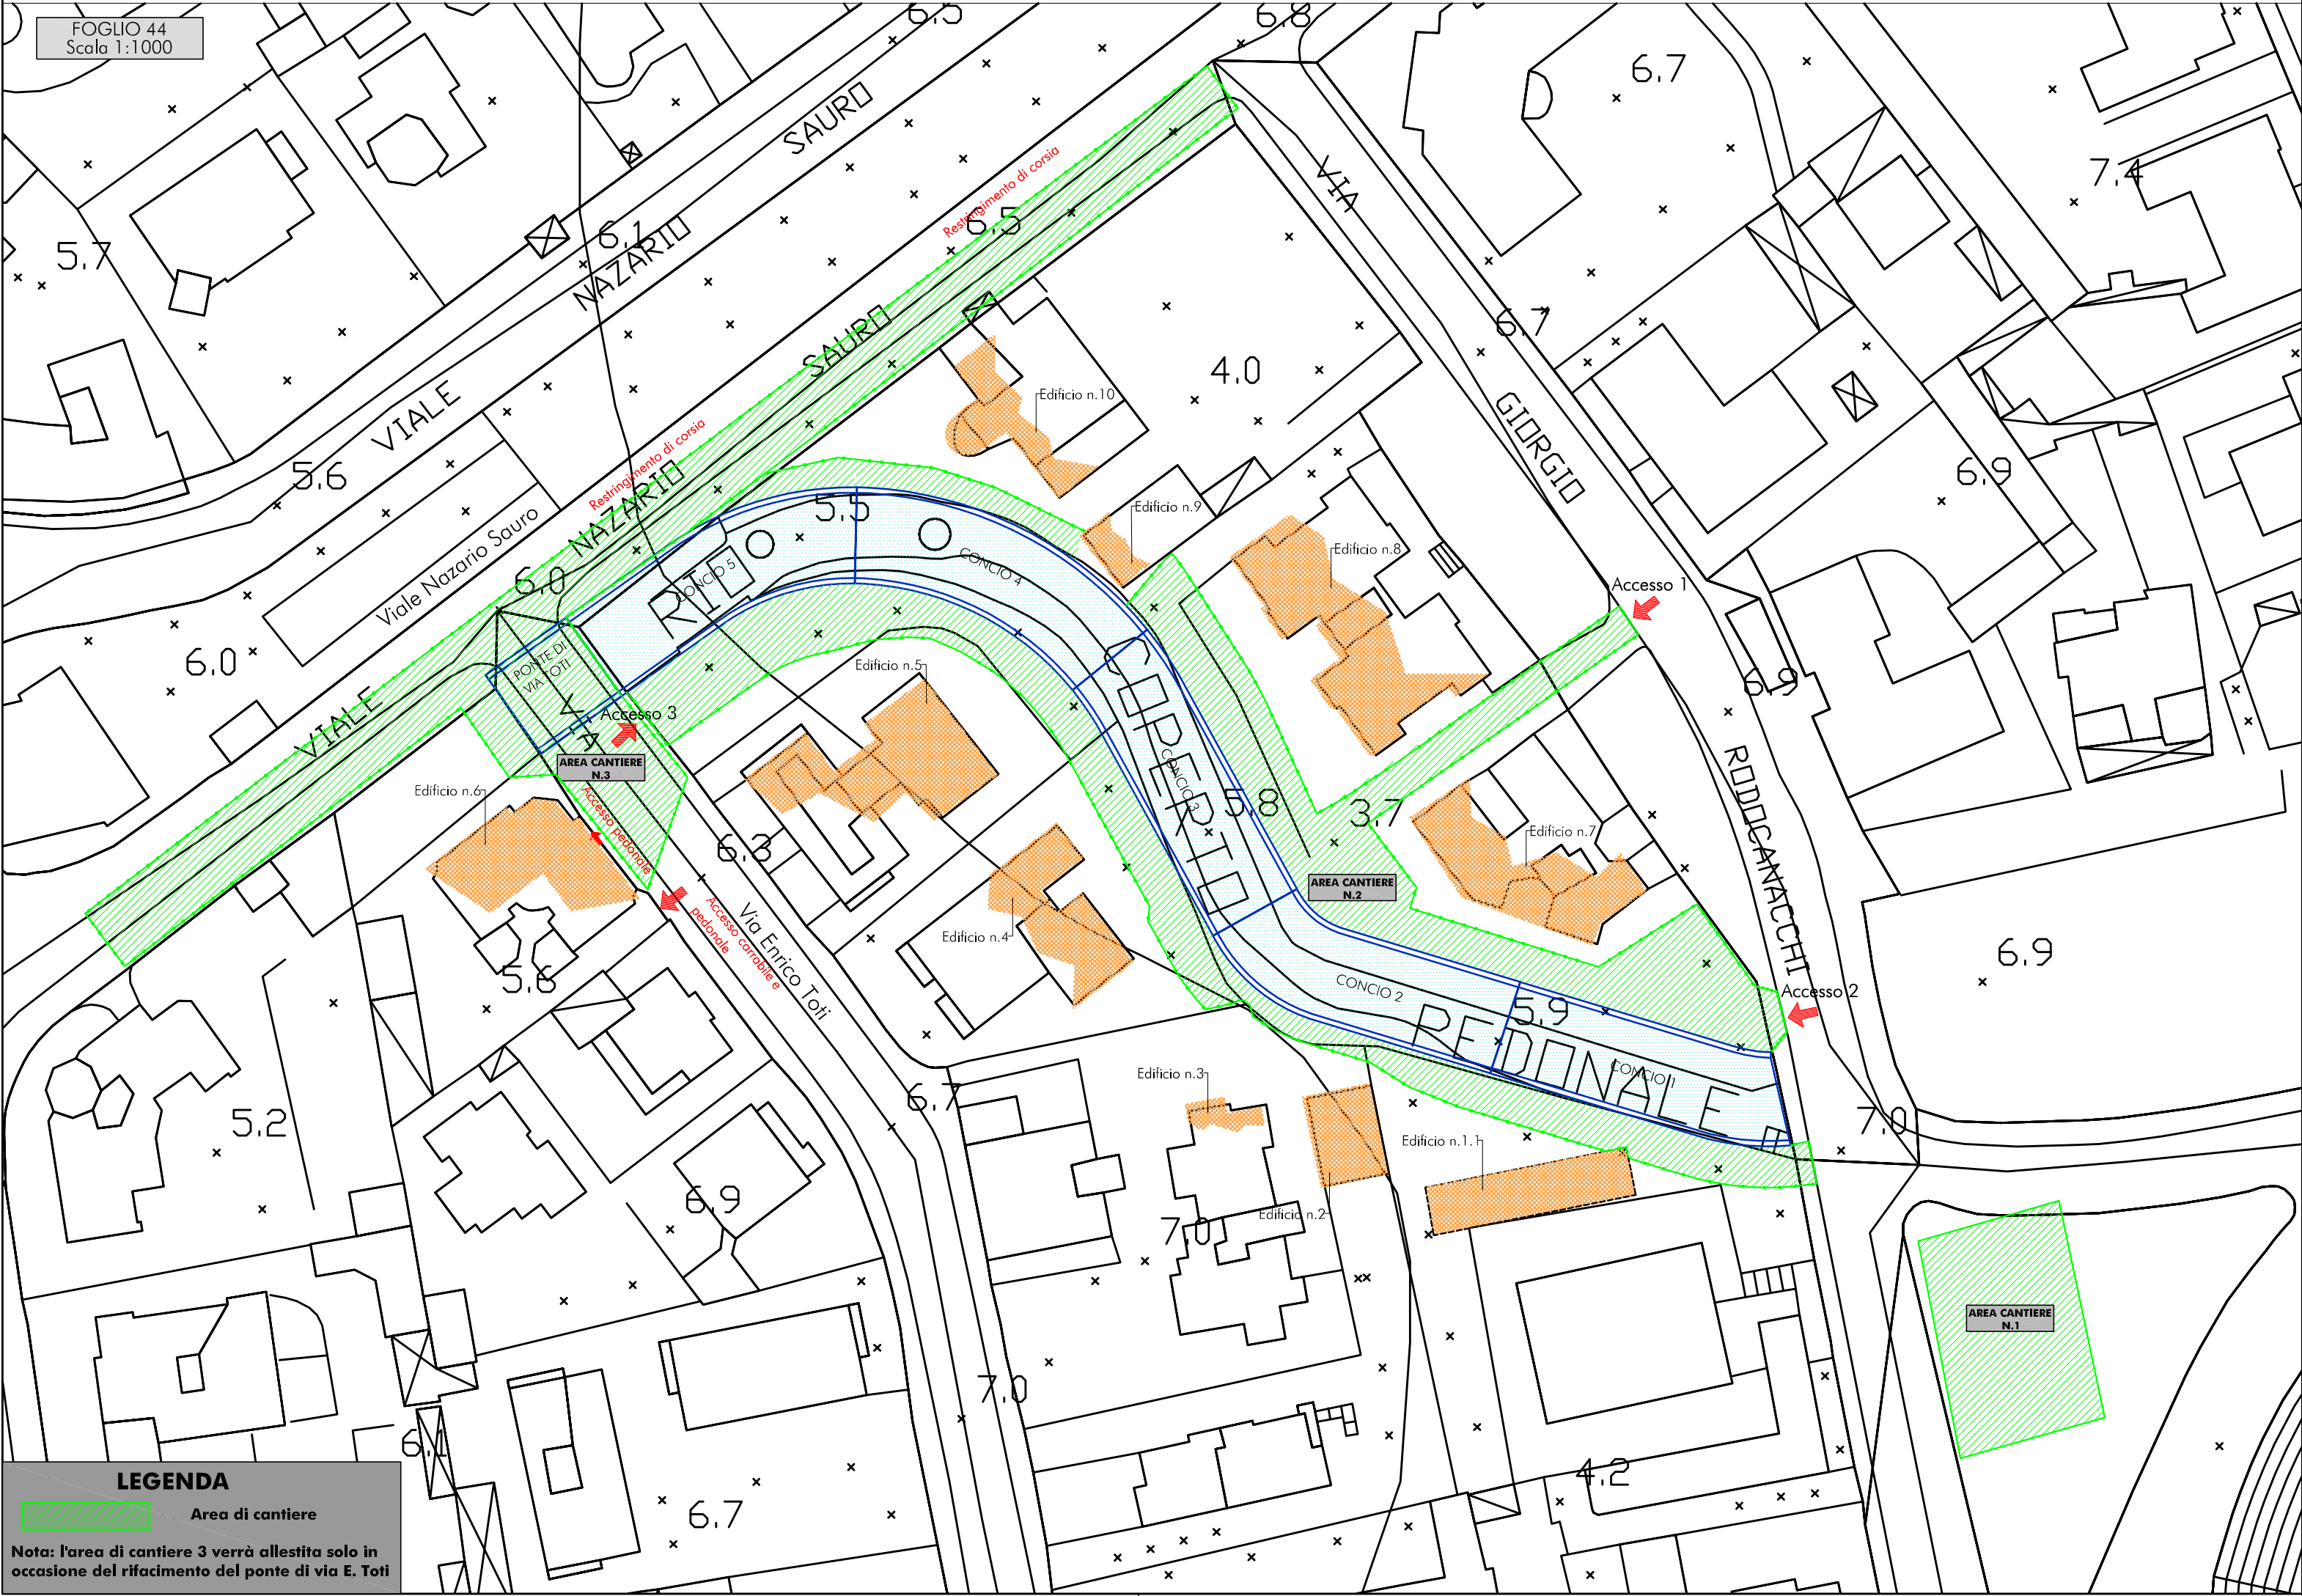 FOGLIO 44
Scala 1:1000
6.5
6.8
6.7
7.4
5.7
6.1
VIALE NAZARIO SAURO
Restringimento di corsia
6.5
VIA GIORGIO RODOCANACCHI
6.7
4.0
Edificio n.10
5.6
Restringimento di corsia
6.9
Viale Nazario Sauro
VIALE NAZARIO SAURO
5.5
Edificio n.9
Edificio n.8
6.0
CONCIO 5
CONCIO 4
RIO COPERTO
Accesso 1
PONTE DI
VIA TOTI
6.0
Edificio n.5
6.9
VIA
Accesso 3
AREA CANTIERE
N.3
CONCIO 3
Edificio n.6
Accesso pedonale
5.8
3.7
Edificio n.7
6.3
AREA CANTIERE
N.2
Accesso carrabile e
pedonale
Via Enrico Toti
Edificio n.4
6.9
5.6
CONCIO 2
Accesso 2
5.9
PEDONALE
CONCIO 1
Edificio n.3
6.7
5.2
7.0
Edificio n.1.1
6.9
Edificio n.2
7.0
AREA CANTIERE
N.1
7.0
6.1
4.2
6.7
LEGENDA
Area di cantiere
Nota: l'area di cantiere 3 verrà allestita solo in
occasione del rifacimento del ponte di via E. Toti